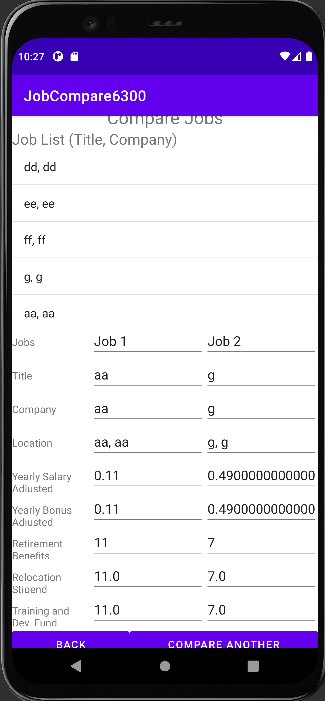 10:27
JobCompare6300
Compare Jobs
Job List (Title, Company)
dd, dd
ee, ee
ff, ff
g, g
aa, aa
Jobs Job 1 Job 2
Title aa g
Company aa g
Location aa, aa g, g
Yearly Salary Adjusted 0.11 0.4900000000000
Yearly Bonus Adjusted 0.11 0.4900000000000
Retirement Benefits 11 7
Relocation Stipend 11.0 7.0
Training and Dev. Fund 11.0 7.0
BACK COMPARE ANOTHER